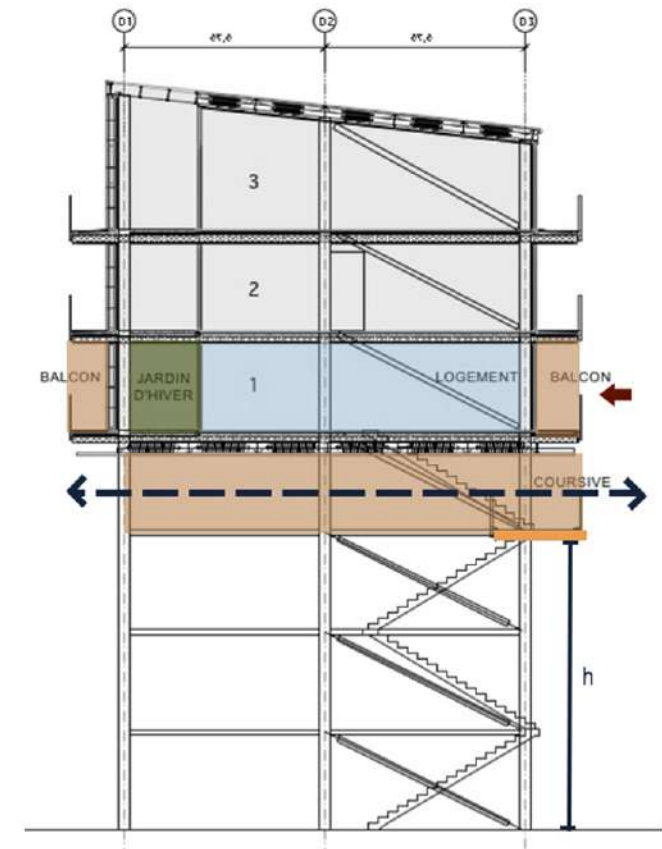 D1
D2
D3
3
2
BALCON
JARDIN
D'HIVER
1
LOGEMENT
BALCON
COURSIVE
h